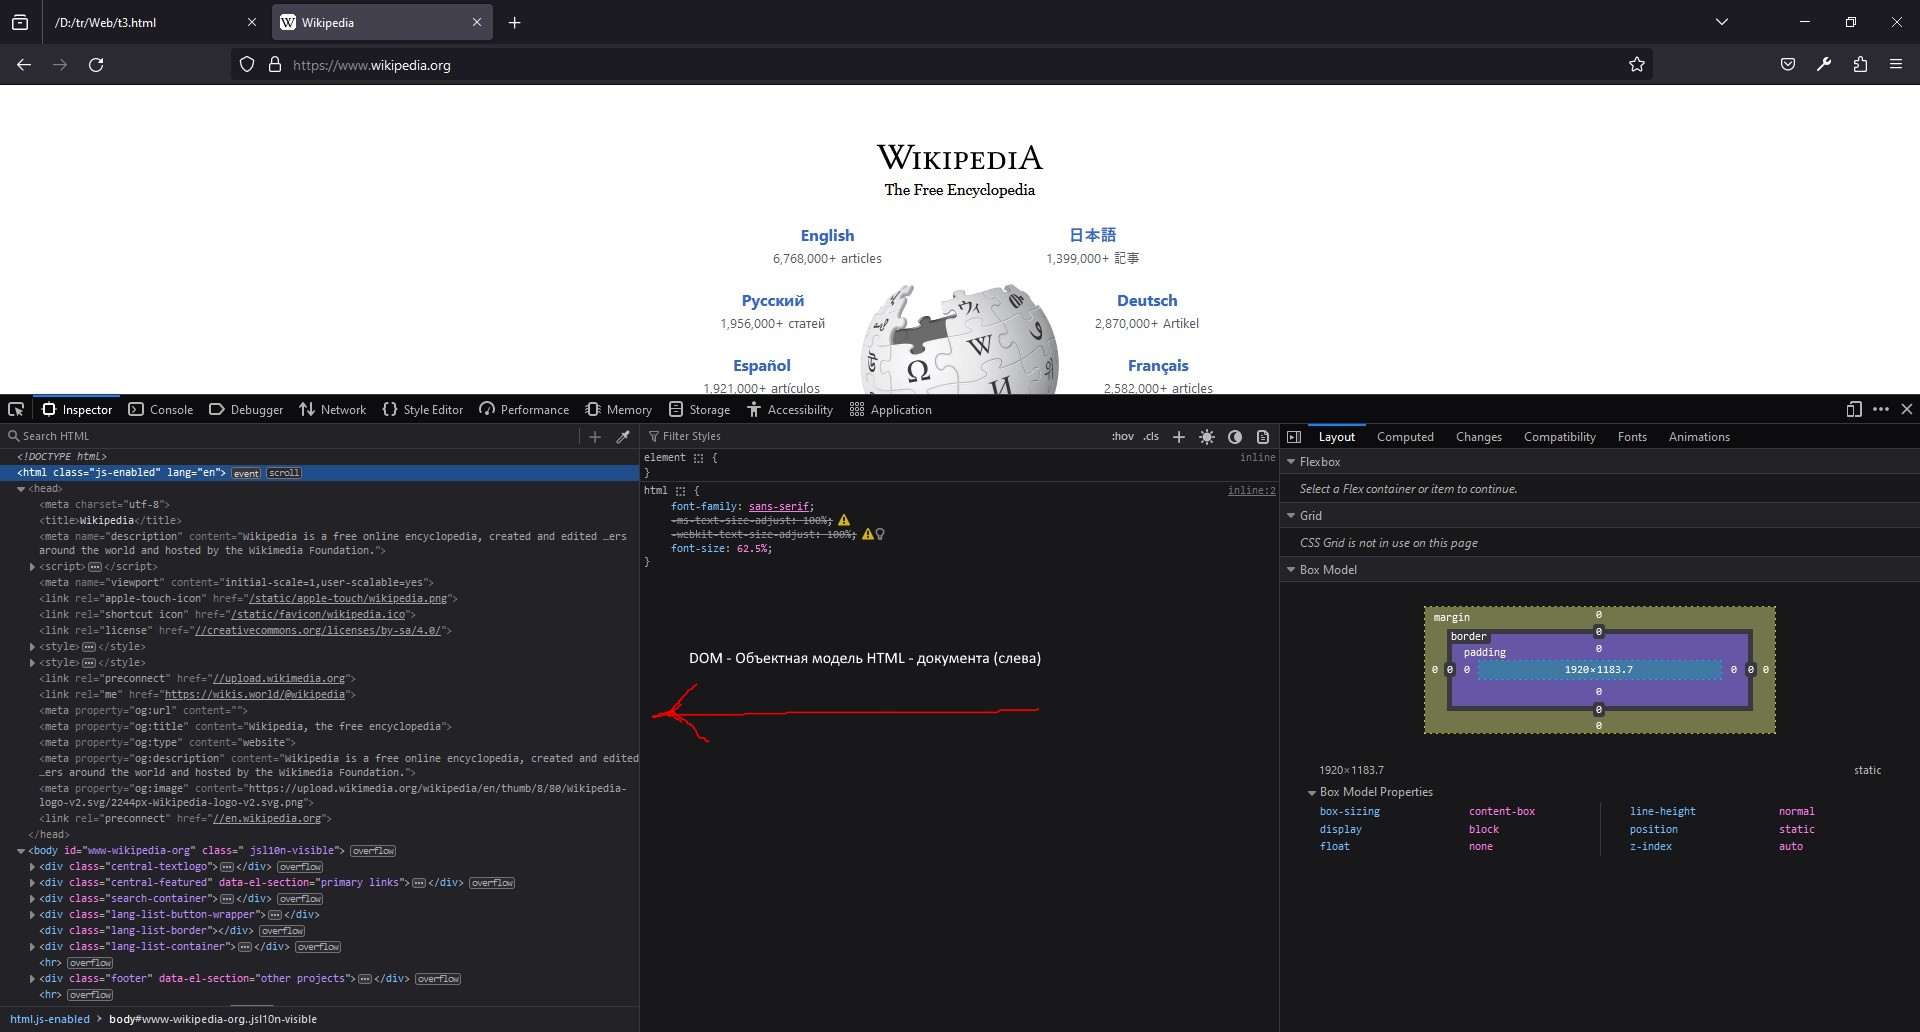 /D:/tr/Web/t3.html
Wikipedia
https://www.wikipedia.org
WIKIPEDIA
The Free Encyclopedia
English
6,768,000+ articles
日本語
1,399,000+ 記事
Русский
1,956,000+ статей
Deutsch
2,870,000+ Artikel
Español
1,921,000+ artículos
Français
2,582,000+ articles
Inspector Console Debugger Network Style Editor Performance Memory Storage Accessibility Application
Search HTML
<!DOCTYPE html>
<html class="js-enabled" lang="en"> event scroll
<head>
<meta charset="utf-8">
<title>Wikipedia</title>
<meta name="description" content="Wikipedia is a free online encyclopedia, created and edited …ers
around the world and hosted by the Wikimedia Foundation.">
<script>⋯</script>
<meta name="viewport" content="initial-scale=1,user-scalable=yes">
<link rel="apple-touch-icon" href="/static/apple-touch/wikipedia.png">
<link rel="shortcut icon" href="/static/favicon/wikipedia.ico">
<link rel="license" href="//creativecommons.org/licenses/by-sa/4.0/">
<style>⋯</style>
<style>⋯</style>
<link rel="preconnect" href="//upload.wikimedia.org">
<link rel="me" href="https://wikis.world/@wikipedia">
<meta property="og:url" content="">
<meta property="og:title" content="Wikipedia, the free encyclopedia">
<meta property="og:type" content="website">
<meta property="og:description" content="Wikipedia is a free online encyclopedia, created and edited
…ers around the world and hosted by the Wikimedia Foundation.">
<meta property="og:image" content="https://upload.wikimedia.org/wikipedia/en/thumb/8/80/Wikipedia-
logo-v2.svg/2244px-Wikipedia-logo-v2.svg.png">
<link rel="preconnect" href="//en.wikipedia.org">
</head>
<body id="www-wikipedia-org" class=" jsl10n-visible"> overflow
<div class="central-textlogo">⋯</div> overflow
<div class="central-featured" data-el-section="primary links">⋯</div> overflow
<div class="search-container">⋯</div> overflow
<div class="lang-list-button-wrapper">⋯</div>
<div class="lang-list-border"></div> overflow
<div class="lang-list-container">⋯</div> overflow
<hr> overflow
<div class="footer" data-el-section="other projects">⋯</div> overflow
<hr> overflow
html.js-enabled > body#www-wikipedia-org..jsl10n-visible
Filter Styles
:hov .cls
element { inline
}
html { inline:2
font-family: sans-serif;
-ms-text-size-adjust: 100%;
-webkit-text-size-adjust: 100%;
font-size: 62.5%;
}
DOM - Объектная модель HTML - документа (слева)
Layout Computed Changes Compatibility Fonts Animations
Flexbox
Select a Flex container or item to continue.
Grid
CSS Grid is not in use on this page
Box Model
margin 0
border 0
padding 0
0 0 0 1920×1183.7 0 0 0
0
0
0
1920×1183.7 static
Box Model Properties
box-sizing content-box line-height normal
display block position static
float none z-index auto